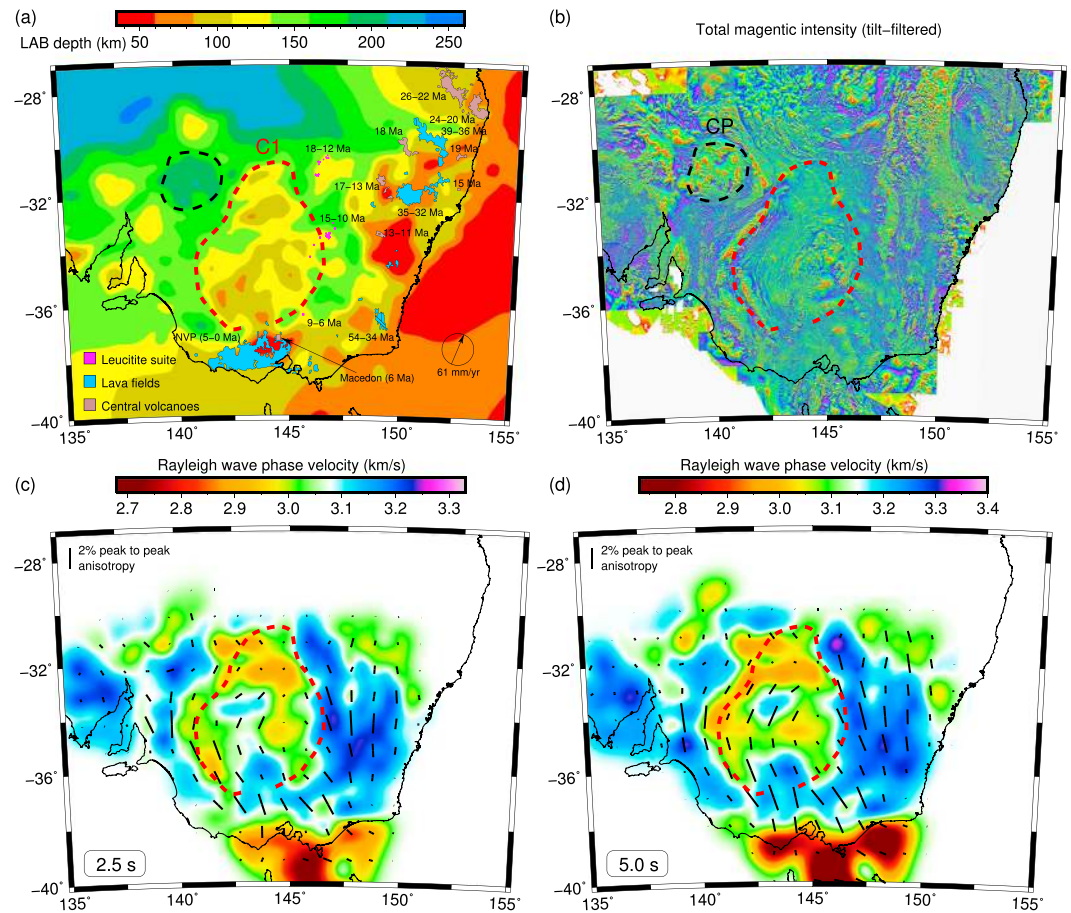 (a)
50 100 150 200 250
LAB depth (km)
−28˚
−32˚
−36˚
−40˚
135˚ 140˚ 145˚ 150˚ 155˚
C1
26−22 Ma
24−20 Ma
39−36 Ma
18 Ma
19 Ma
18−12 Ma
17−13 Ma
15 Ma
35−32 Ma
15−10 Ma
13−11 Ma
9−6 Ma
NVP (5−0 Ma)
54−34 Ma
61 mm/yr
Macedon (6 Ma)
Leucitite suite
Lava fields
Central volcanoes
(b)
Total magentic intensity (tilt−filtered)
CP
−28˚
−32˚
−36˚
−40˚
135˚ 140˚ 145˚ 150˚ 155˚
(c)
Rayleigh wave phase velocity (km/s)
2.7 2.8 2.9 3.0 3.1 3.2 3.3
2% peak to peak
anisotropy
−28˚
−32˚
−36˚
−40˚
2.5 s
135˚ 140˚ 145˚ 150˚ 155˚
(d)
Rayleigh wave phase velocity (km/s)
2.8 2.9 3.0 3.1 3.2 3.3 3.4
2% peak to peak
anisotropy
−28˚
−32˚
−36˚
−40˚
5.0 s
135˚ 140˚ 145˚ 150˚ 155˚